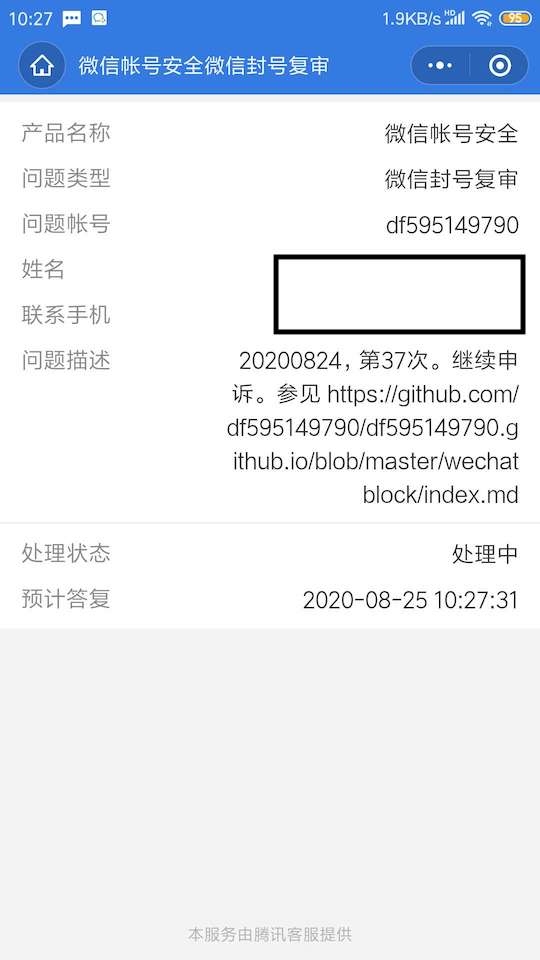 10:27 1.9KB/s HD 95
微信帐号安全微信封号复审
产品名称 微信帐号安全
问题类型 微信封号复审
问题帐号 df595149790
姓名
联系手机
问题描述 20200824，第37次。继续申
诉。参见 https://github.com/
df595149790/df595149790.g
ithub.io/blob/master/wechat
block/index.md
处理状态 处理中
预计答复 2020-08-25 10:27:31
本服务由腾讯客服提供